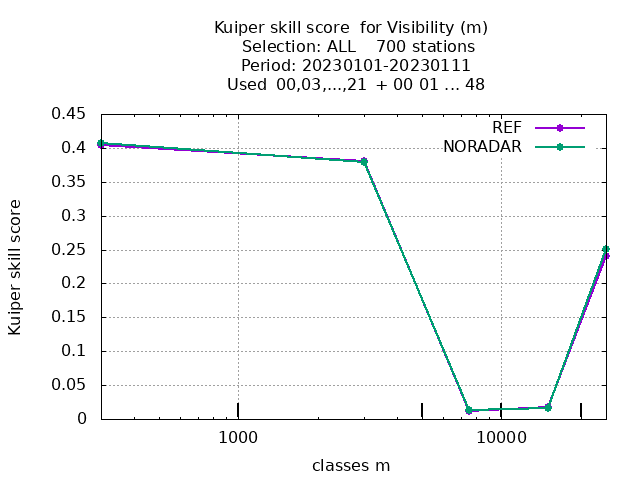 Kuiper skill score  for Visibility (m)
Selection: ALL    700 stations
Period: 20230101-20230111
Used  00,03,...,21  + 00 01 ... 48
REF
NORADAR
0.45
0.4
0.35
0.3
0.25
0.2
0.15
0.1
0.05
0
Kuiper skill score
1000
10000
classes m